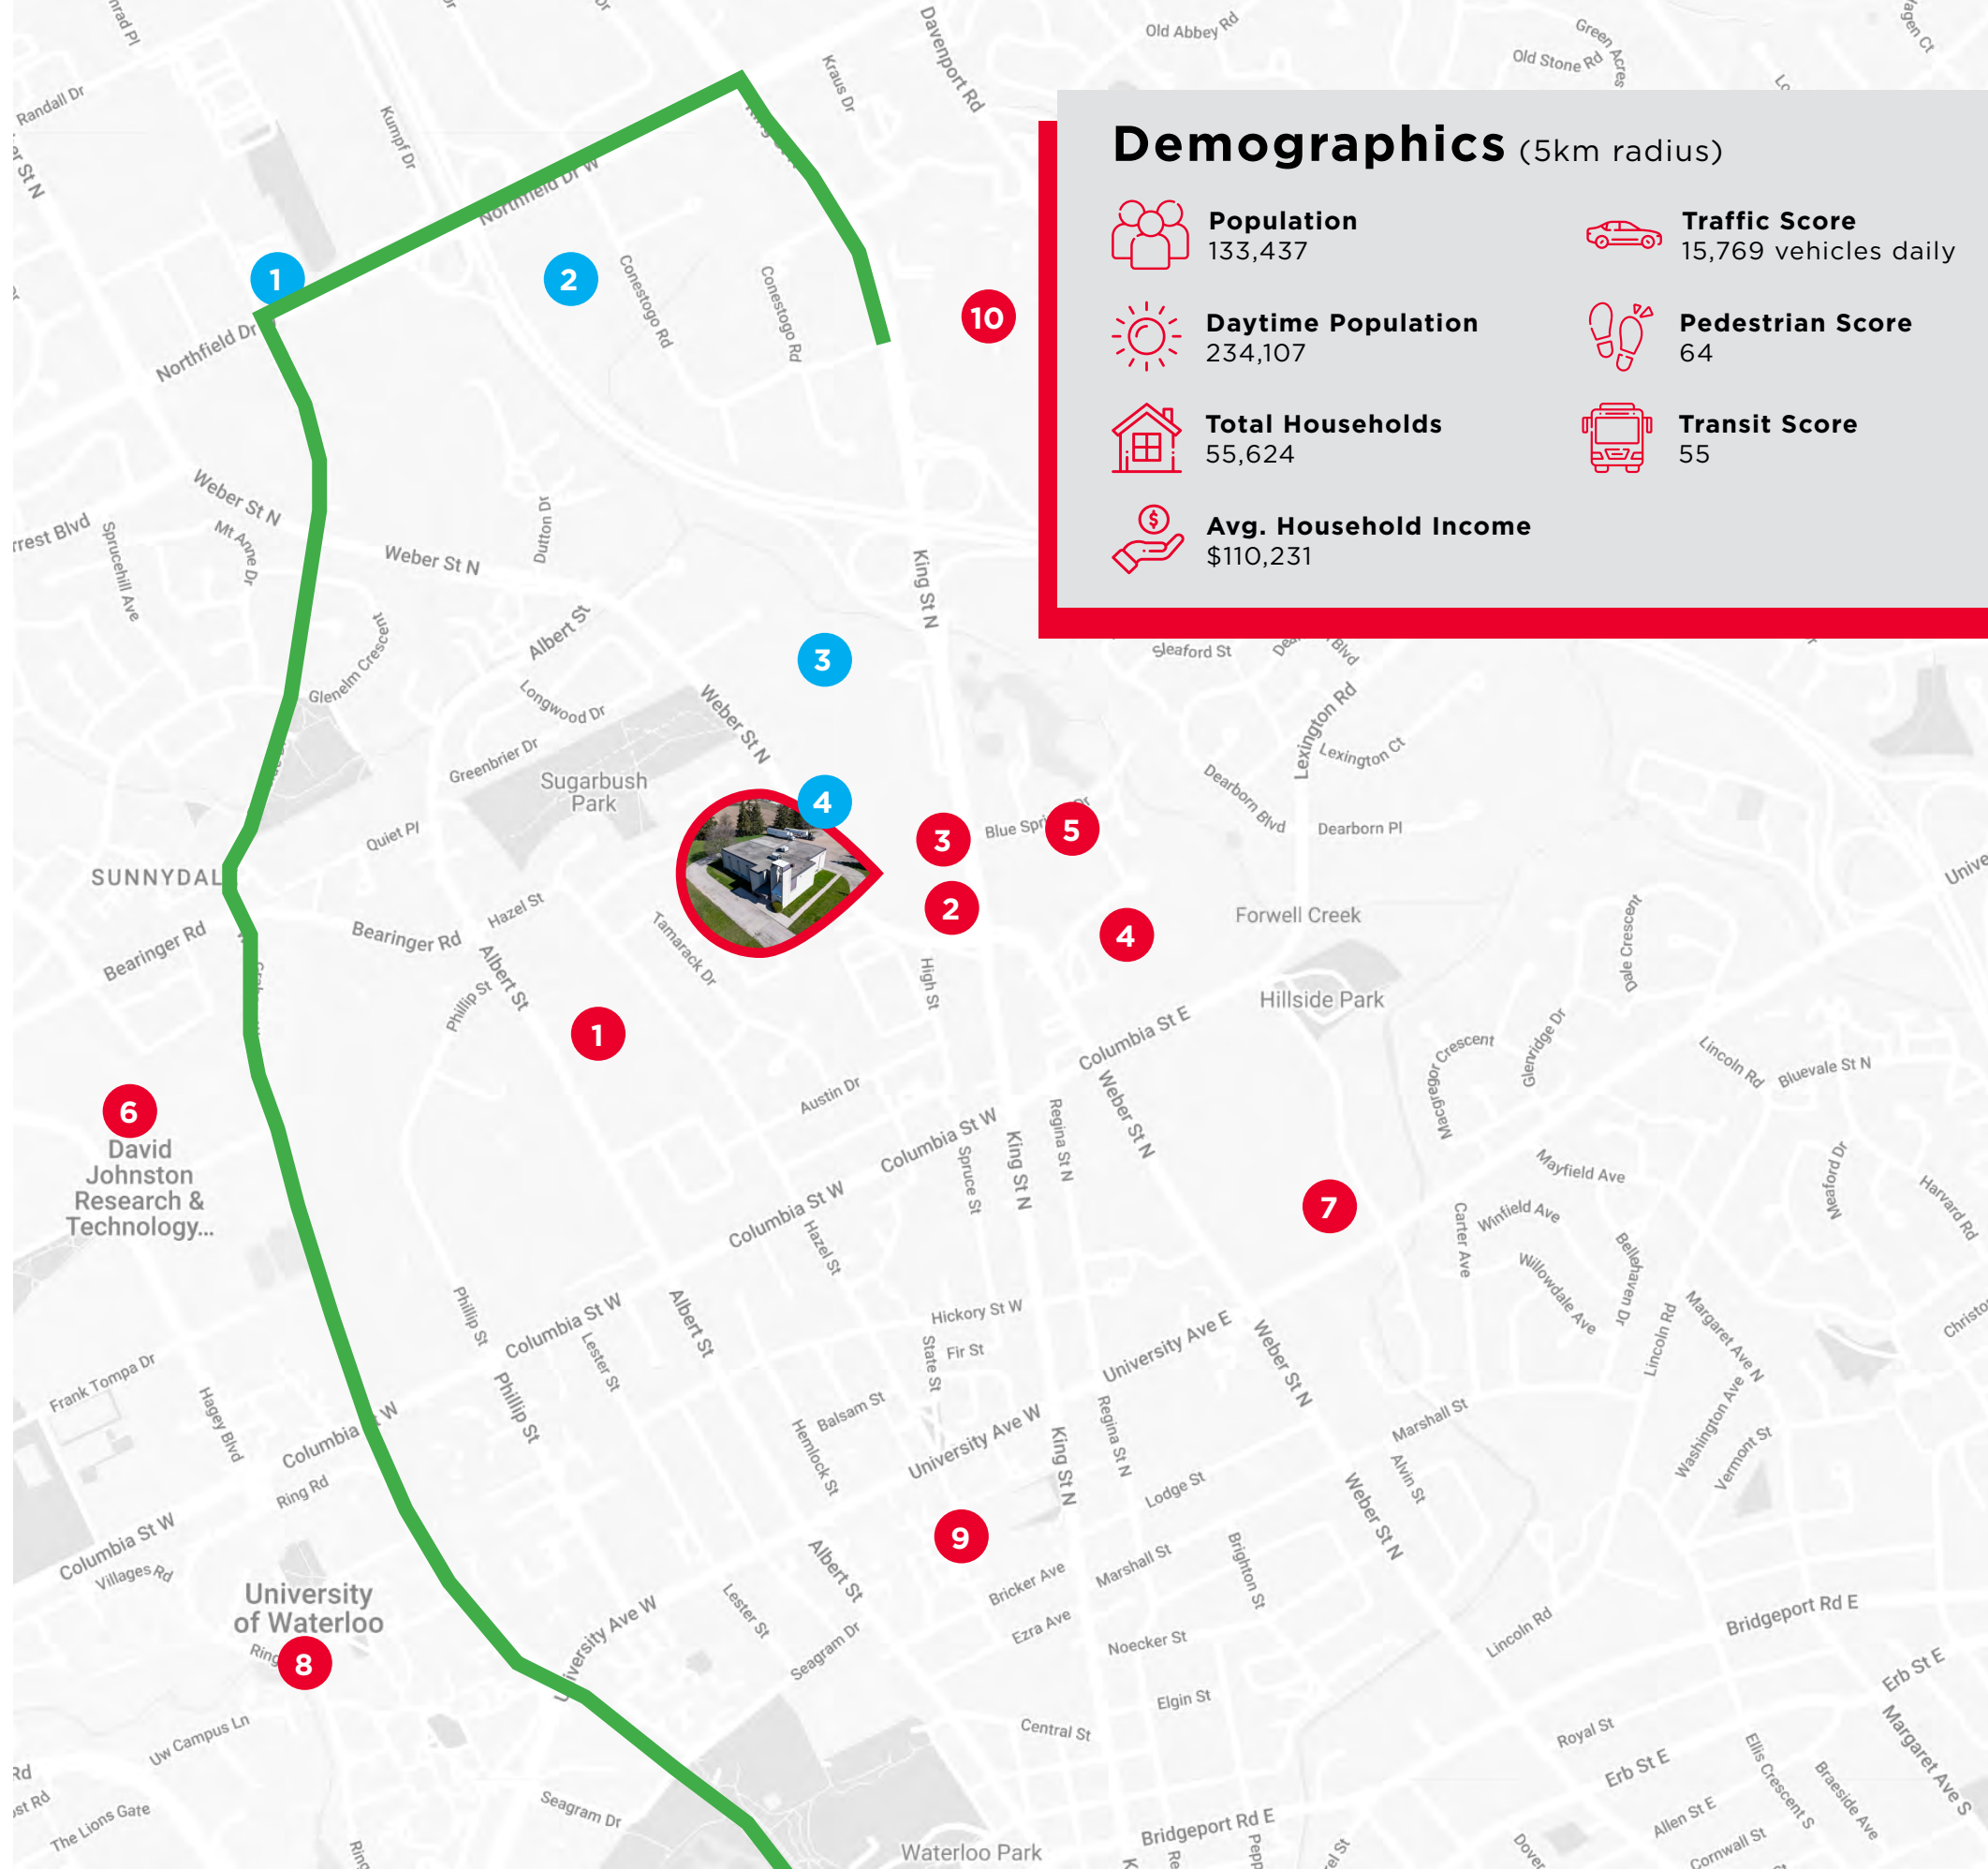 Demographics (5km radius)
Population
133,437
Traffic Score
15,769 vehicles daily
Daytime Population
234,107
Pedestrian Score
64
Total Households
55,624
Transit Score
55
Avg. Household Income
$110,231
Old Abbey Rd
Green Acres
Old Stone Rd
Davenport Rd
Kraus Dr
Randall Dr
Kumpf Dr
Northfield Dr W
1
2
10
Conestogo Rd
Conestogo Rd
Northfield Dr
Weber St N
Mt Anne Dr
Sprucehill Ave
Weber St N
Dutton Dr
King St N
Albert St
Glenelm Crescent
Longwood Dr
3
Sleaford St
Blvd
Weber St N
Lexington Rd
Lexington Ct
Greenbrier Dr
Sugarbush
Park
Dearborn Blvd
Dearborn Pl
4
3
Blue Spri
5
Quiet Pl
SUNNYDAL
Hazel St
2
4
Forwell Creek
Bearinger Rd
Bearinger Rd
Tamarack Dr
Dale Crescent
Albert St
Phillip St
High St
Hillside Park
1
Columbia St E
Macgregor Crescent
Glenridge Dr
Lincoln Rd
Bluevale St N
6
David
Johnston
Research &
Technology...
Austin Dr
Columbia St W
Regina St N
Weber St N
King St N
Spruce St
Mayfield Ave
Meaford Dr
Harvard Rd
7
Columbia St W
Hazel St
Carter Ave
Winfield Ave
Willowdale Ave
Bellehaven Dr
Phillip St
Columbia St W
Lester St
Albert St
Hickory St W
State St
Fir St
University Ave E
Weber St N
Lincoln Rd
Margaret Ave N
Frank Tompa Dr
Hagey Blvd
Columbia
W
Phillip St
Balsam St
Hemlock St
University Ave W
King St N
Regina St N
Marshall St
Alvin St
Washington Ave
Vermont St
Ring Rd
Lodge St
Weber St N
Columbia St W
Villages Rd
9
Albert St
Bricker Ave
Marshall St
Brighton St
University
of Waterloo
Lester St
University Ave W
Ezra Ave
Noecker St
Lincoln Rd
Bridgeport Rd E
Ring
8
Seagram Dr
Elgin St
Erb St E
Uw Campus Ln
Central St
Royal St
Erb St E
Ellis Crescent S
Braeside Ave
Margaret Ave S
Rd
The Lions Gate
Seagram Dr
Allen St E
Bridgeport Rd E
Waterloo Park
Cornwall St